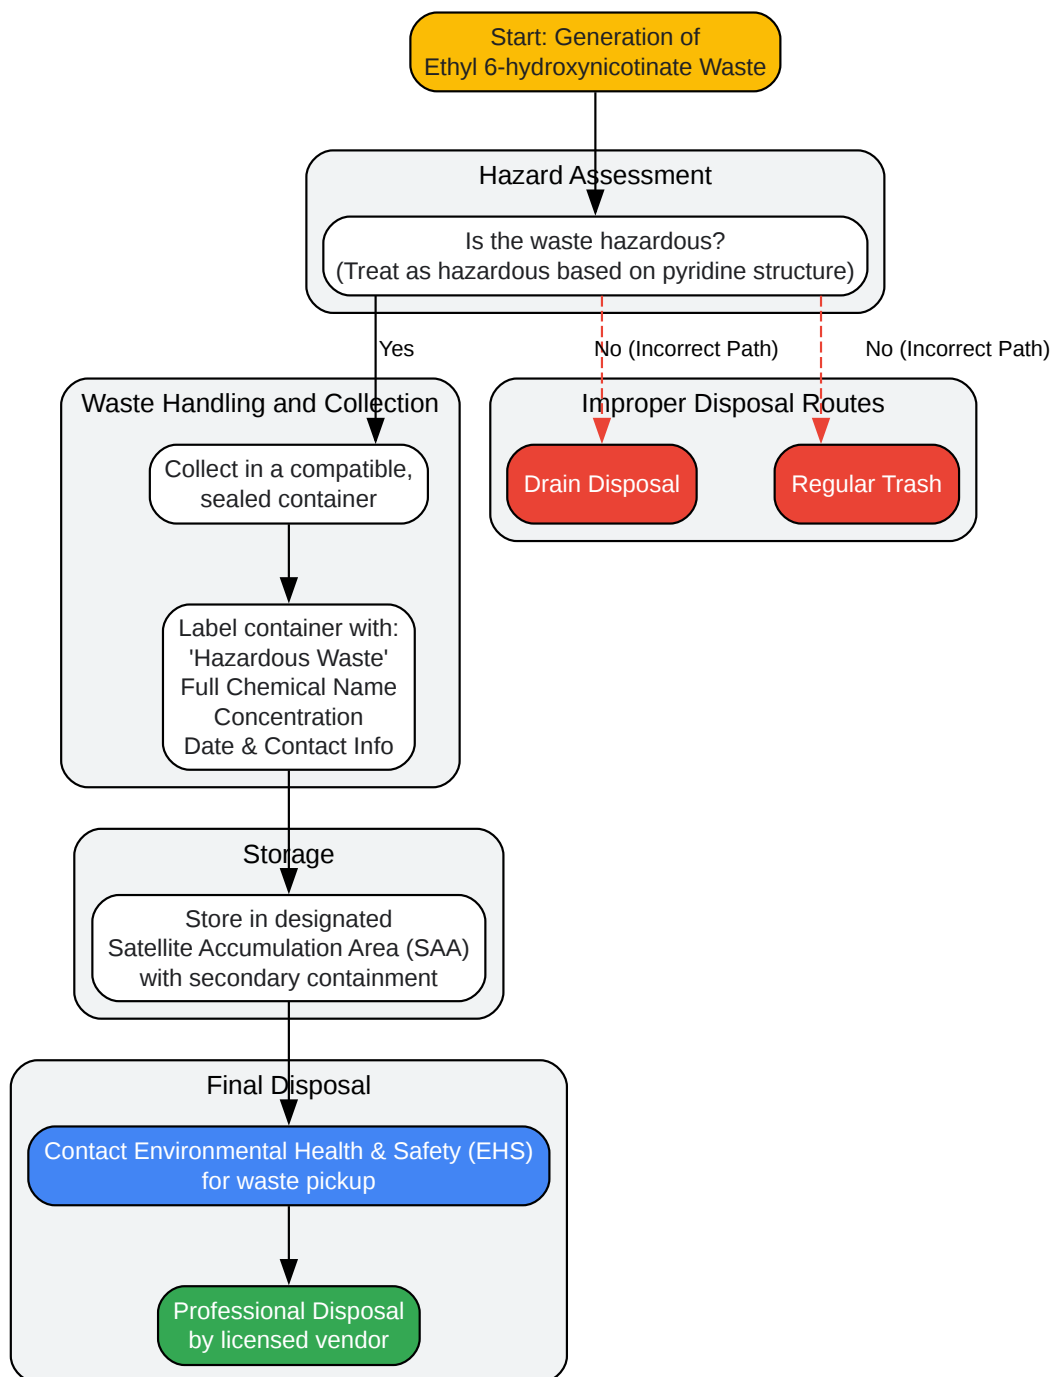 Start: Generation of
Ethyl 6-hydroxynicotinate Waste
Hazard Assessment
Is the waste hazardous?
(Treat as hazardous based on pyridine structure)
Yes
No (Incorrect Path)
No (Incorrect Path)
Waste Handling and Collection
Collect in a compatible,
sealed container
Label container with:
'Hazardous Waste'
Full Chemical Name
Concentration
Date & Contact Info
Improper Disposal Routes
Drain Disposal
Regular Trash
Storage
Store in designated
Satellite Accumulation Area (SAA)
with secondary containment
Final Disposal
Contact Environmental Health & Safety (EHS)
for waste pickup
Professional Disposal
by licensed vendor